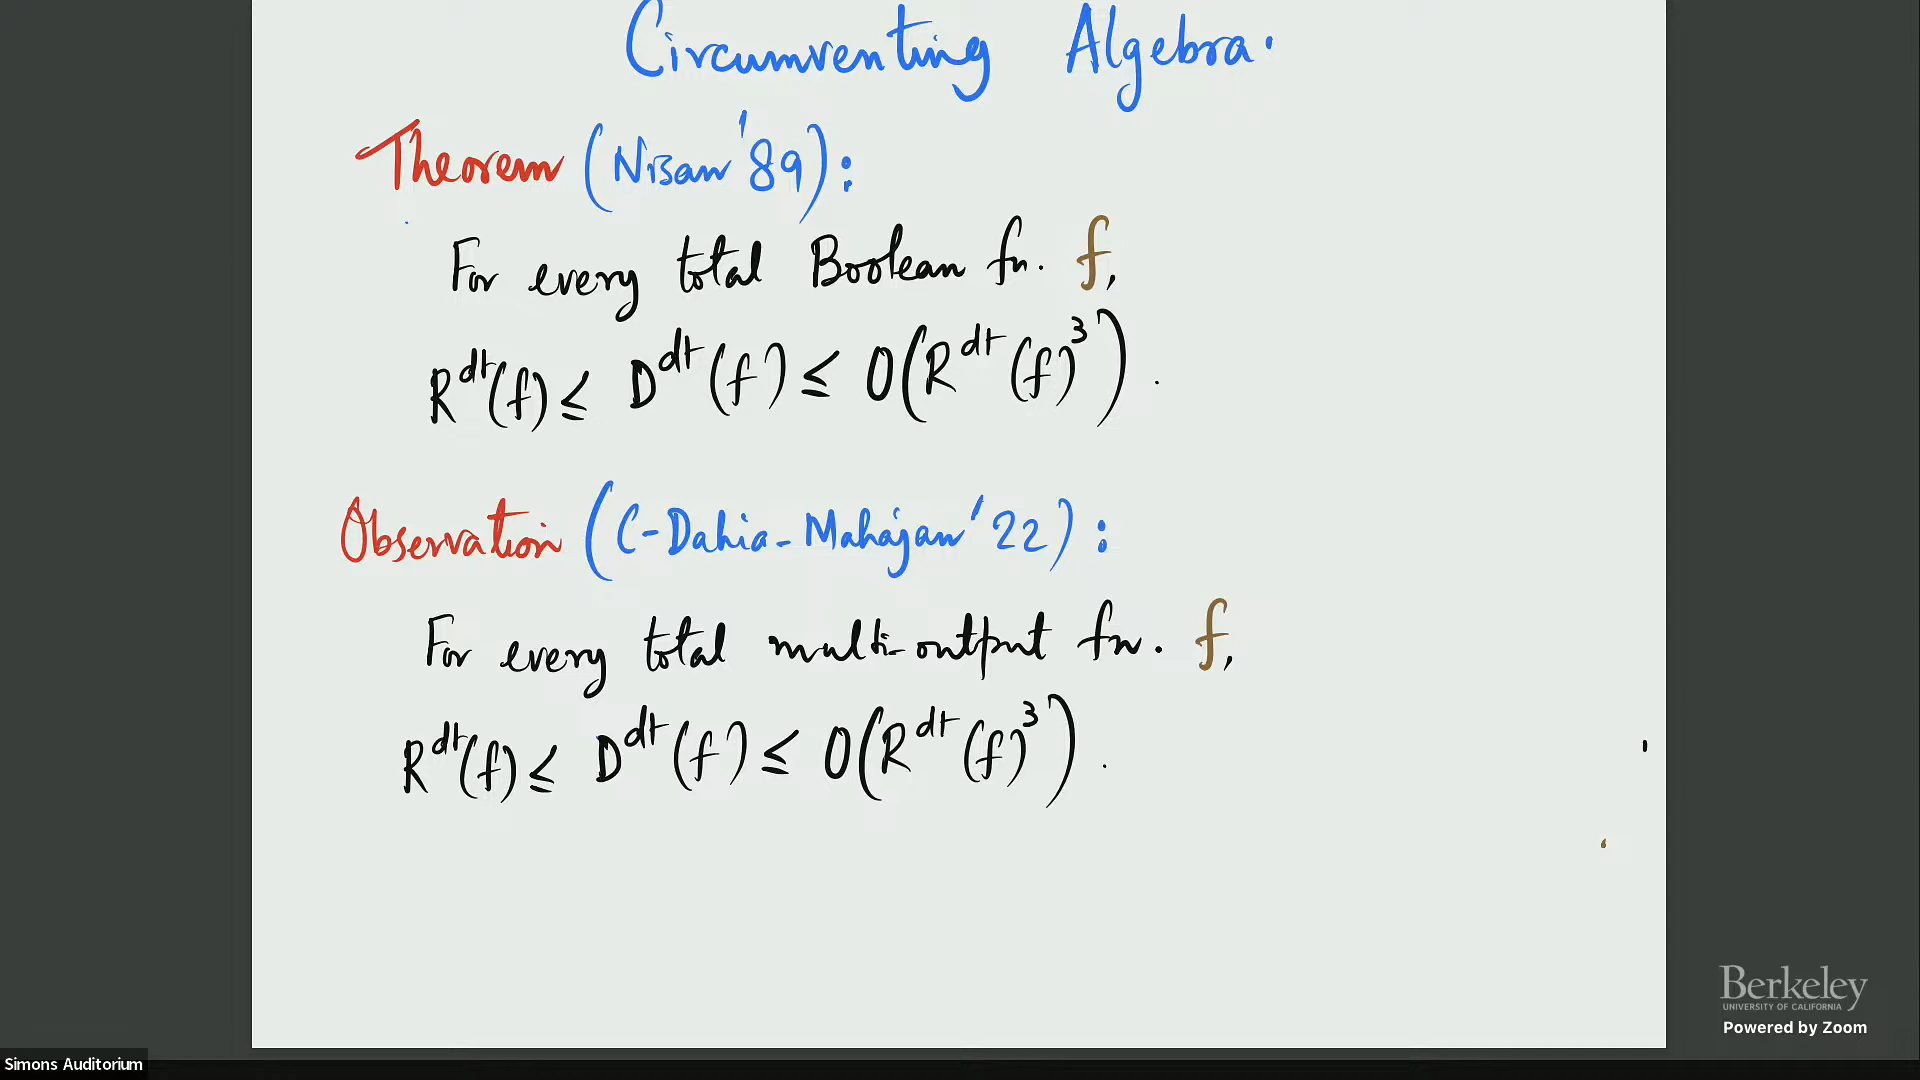 Circumventing Algebra.
Theorem (Nisan '89):
For every total Boolean fn. f,
R^dt(f) ≤ D^dt(f) ≤ O(R^dt(f)^3).
Observation (C-Dahia-Mahajan '22):
For every total multi-output fn. f,
R^dt(f) ≤ D^dt(f) ≤ O(R^dt(f)^3).
Berkeley
UNIVERSITY OF CALIFORNIA
Powered by Zoom
Simons Auditorium